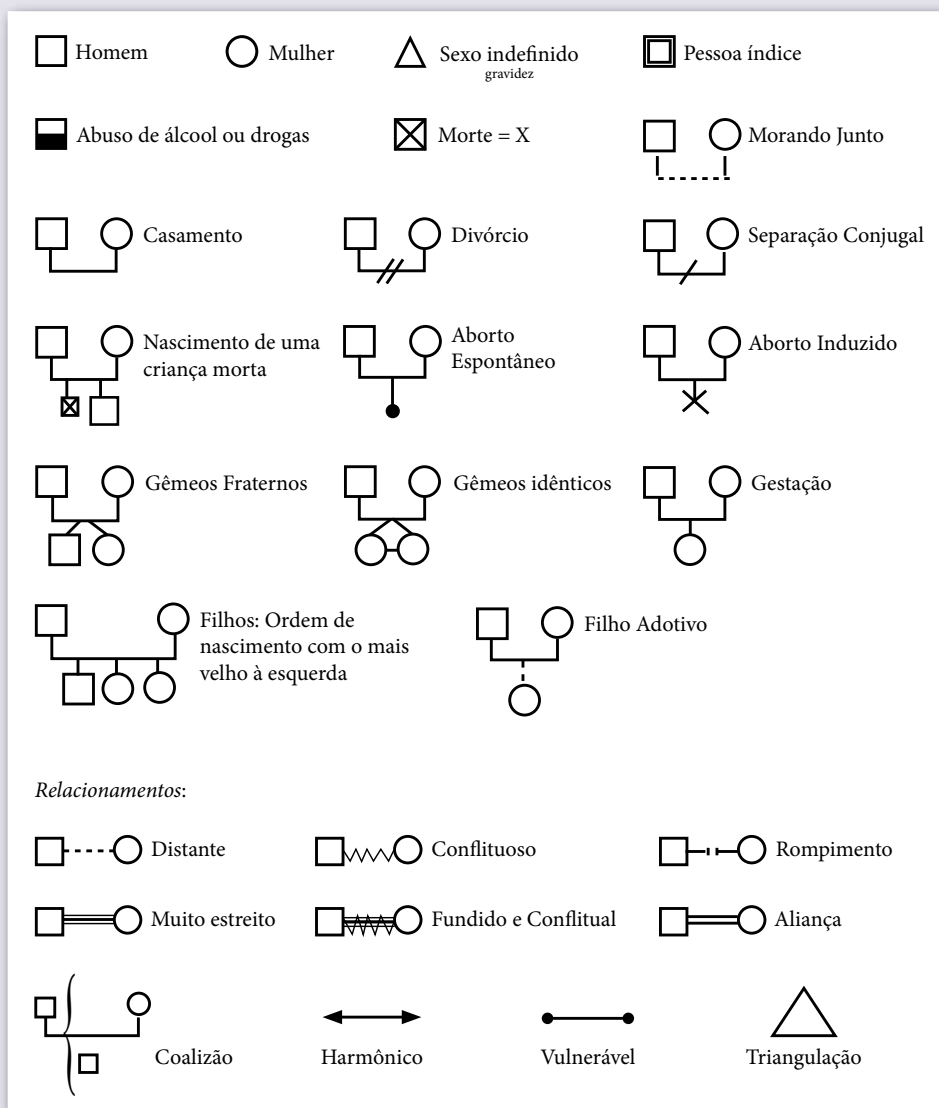 Homem
Mulher
Sexo indefinido
gravidez
Pessoa índice
Abuso de álcool ou drogas
Morte = X
Morando Junto
Casamento
Divórcio
Separação Conjugal
Nascimento de uma
criança morta
Aborto
Espontâneo
Aborto Induzido
Gêmeos Fraternos
Gêmeos idênticos
Gestação
Filhos: Ordem de
nascimento com o mais
velho à esquerda
Filho Adotivo
Relacionamentos:
Distante
Conflituoso
Rompimento
Muito estreito
Fundido e Conflitual
Aliança
Coalizão
Harmônico
Vulnerável
Triangulação